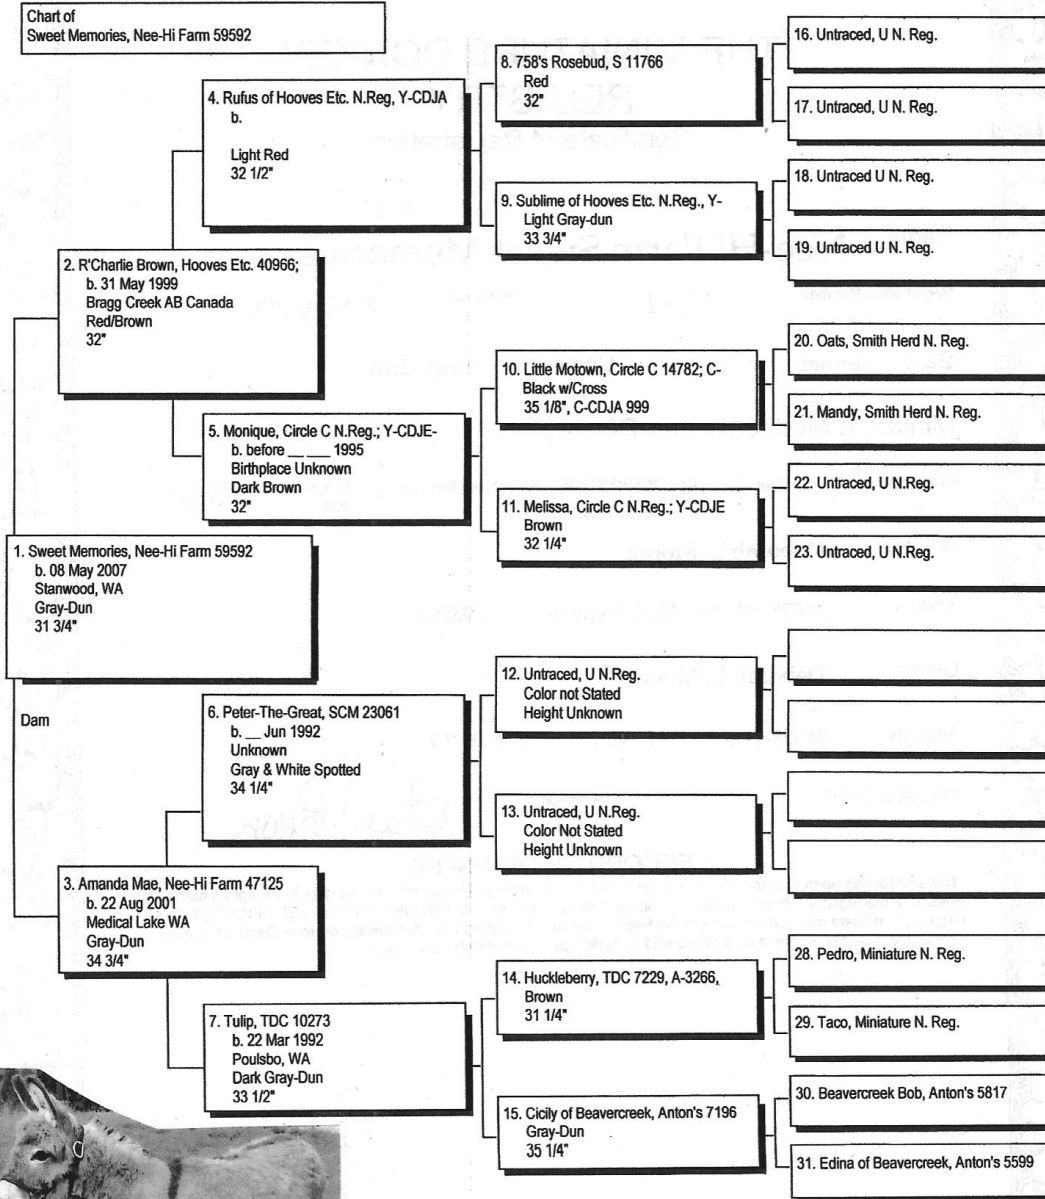 Chart of
Sweet Memories, Nee-Hi Farm 59592
1. Sweet Memories, Nee-Hi Farm 59592
b. 08 May 2007
Stanwood, WA
Gray-Dun
31 3/4"
Dam
2. R'Charlie Brown, Hooves Etc. 40966;
b. 31 May 1999
Bragg Creek AB Canada
Red/Brown
32"
3. Amanda Mae, Nee-Hi Farm 47125
b. 22 Aug 2001
Medical Lake WA
Gray-Dun
34 3/4"
4. Rufus of Hooves Etc. N.Reg, Y-CDJA
b.
Light Red
32 1/2"
5. Monique, Circle C N.Reg.; Y-CDJE-
b. before __ ___ 1995
Birthplace Unknown
Dark Brown
32"
6. Peter-The-Great, SCM 23061
b. __ Jun 1992
Unknown
Gray & White Spotted
34 1/4"
7. Tulip, TDC 10273
b. 22 Mar 1992
Poulsbo, WA
Dark Gray-Dun
33 1/2"
8. 758's Rosebud, S 11766
Red
32"
9. Sublime of Hooves Etc. N.Reg., Y-
Light Gray-dun
33 3/4"
10. Little Motown, Circle C 14782; C-
Black w/Cross
35 1/8", C-CDJA 999
11. Melissa, Circle C N.Reg.; Y-CDJE
Brown
32 1/4"
12. Untraced, U N.Reg.
Color not Stated
Height Unknown
13. Untraced, U N.Reg.
Color Not Stated
Height Unknown
14. Huckleberry, TDC 7229, A-3266,
Brown
31 1/4"
15. Cicily of Beavercreek, Anton's 7196
Gray-Dun
35 1/4"
16. Untraced, U N. Reg.
17. Untraced, U N. Reg.
18. Untraced U N. Reg.
19. Untraced U N. Reg.
20. Oats, Smith Herd N. Reg.
21. Mandy, Smith Herd N. Reg.
22. Untraced, U N.Reg.
23. Untraced, U N.Reg.
28. Pedro, Miniature N. Reg.
29. Taco, Miniature N. Reg.
30. Beavercreek Bob, Anton's 5817
31. Edina of Beavercreek, Anton's 5599